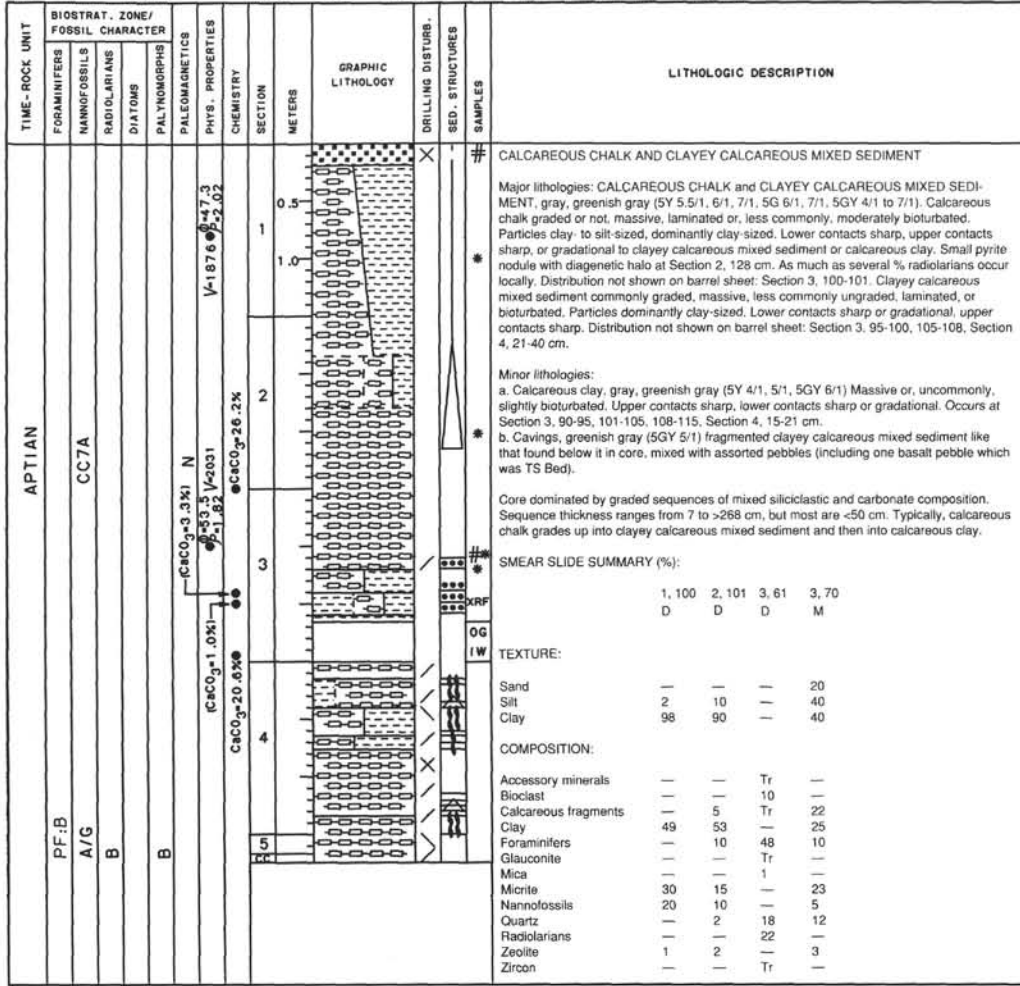 TIME-ROCK UNIT
BIOSTRAT. ZONE/
FOSSIL CHARACTER
FORAMINIFERS
NANNOFOSSILS
RADIOLARIANS
DIATOMS
PALYNOMORPHS
PALEOMAGNETICS
PHYS. PROPERTIES
CHEMISTRY
SECTION
METERS
GRAPHIC
LITHOLOGY
DRILLING DISTURB.
SED. STRUCTURES
SAMPLES
LITHOLOGIC DESCRIPTION
APTIAN
PF:B
CC7A
A/G
B
B
N
V=1876 Φ=47.3
ρ=2.02
Φ=53.5 V=2031
ρ=1.82
(CaCO3=3.3%)
(CaCO3=1.0%)
CaCO3=26.2%
CaCO3=20.6%
1
2
3
4
5
CC
0.5
1.0
X
/
/
/
/
X
/
/
#
*
*
#*
*
XRF
OG
IW
CALCAREOUS CHALK AND CLAYEY CALCAREOUS MIXED SEDIMENT
Major lithologies: CALCAREOUS CHALK and CLAYEY CALCAREOUS MIXED SEDI-
MENT, gray, greenish gray (5Y 5.5/1, 6/1, 7/1, 5G 6/1, 7/1, 5GY 4/1 to 7/1). Calcareous
chalk graded or not, massive, laminated or, less commonly, moderately bioturbated.
Particles clay- to silt-sized, dominantly clay-sized. Lower contacts sharp, upper contacts
sharp, or gradational to clayey calcareous mixed sediment or calcareous clay. Small pyrite
nodule with diagenetic halo at Section 2, 128 cm. As much as several % radiolarians occur
locally. Distribution not shown on barrel sheet: Section 3, 100-101. Clayey calcareous
mixed sediment commonly graded, massive, less commonly ungraded, laminated, or
bioturbated. Particles dominantly clay-sized. Lower contacts sharp or gradational, upper
contacts sharp. Distribution not shown on barrel sheet: Section 3, 95-100, 105-108, Section
4, 21-40 cm.
Minor lithologies:
a. Calcareous clay, gray, greenish gray (5Y 4/1, 5/1, 5GY 6/1) Massive or, uncommonly,
slightly bioturbated. Upper contacts sharp, lower contacts sharp or gradational. Occurs at
Section 3, 90-95, 101-105, 108-115, Section 4, 15-21 cm.
b. Cavings, greenish gray (5GY 5/1) fragmented clayey calcareous mixed sediment like
that found below it in core, mixed with assorted pebbles (including one basalt pebble which
was TS Bed).
Core dominated by graded sequences of mixed siliciclastic and carbonate composition.
Sequence thickness ranges from 7 to >268 cm, but most are <50 cm. Typically, calcareous
chalk grades up into clayey calcareous mixed sediment and then into calcareous clay.
SMEAR SLIDE SUMMARY (%):
1, 100 2, 101 3, 61 3, 70
D D D M
TEXTURE:
Sand — — — 20
Silt 2 10 — 40
Clay 98 90 — 40
COMPOSITION:
Accessory minerals — — Tr —
Bioclast — — 10 —
Calcareous fragments — 5 Tr 22
Clay 49 53 — 25
Foraminifers — 10 48 10
Glauconite — — Tr —
Mica — — 1 —
Micrite 30 15 — 23
Nannofossils 20 10 — 5
Quartz — 2 18 12
Radiolarians — — 22 —
Zeolite 1 2 — 3
Zircon — — Tr —